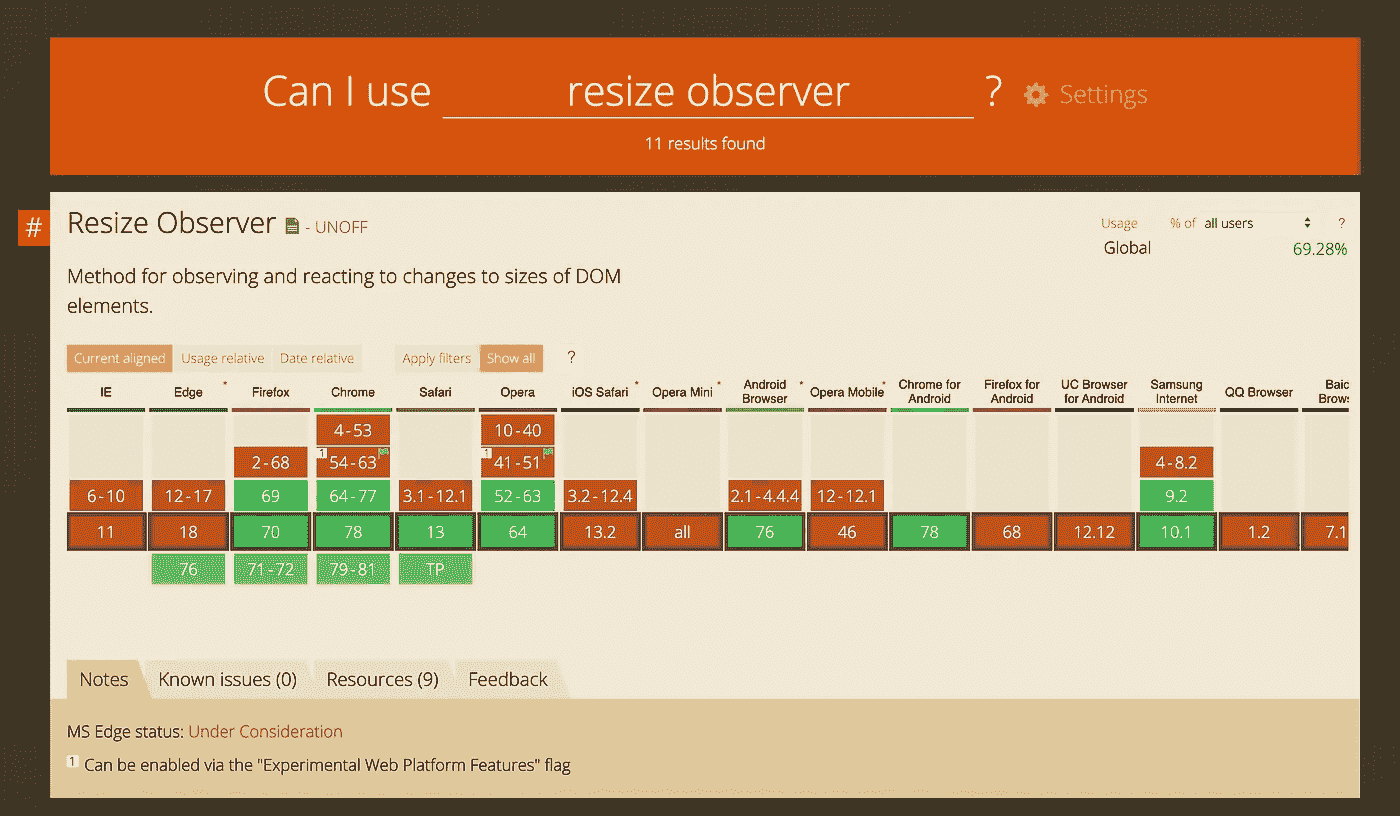 Can I use resize observer ? Settings
11 results found
#
Resize Observer - UNOFF
Usage % of all users ?
Global 69.28%
Method for observing and reacting to changes to sizes of DOM
elements.
Current aligned Usage relative Date relative Apply filters Show all ?
IE Edge * Firefox Chrome Safari Opera iOS Safari * Opera Mini * Android Browser * Opera Mobile * Chrome for Android Firefox for Android UC Browser for Android Samsung Internet QQ Browser Baid Brows
4-53 10-40
2-68 1 54-63 1 41-51 4-8.2
6-10 12-17 69 64-77 3.1-12.1 52-63 3.2-12.4 2.1-4.4.4 12-12.1 9.2
11 18 70 78 13 64 13.2 all 76 46 78 68 12.12 10.1 1.2 7.1
76 71-72 79-81 TP
Notes Known issues (0) Resources (9) Feedback
MS Edge status: Under Consideration
1 Can be enabled via the "Experimental Web Platform Features" flag